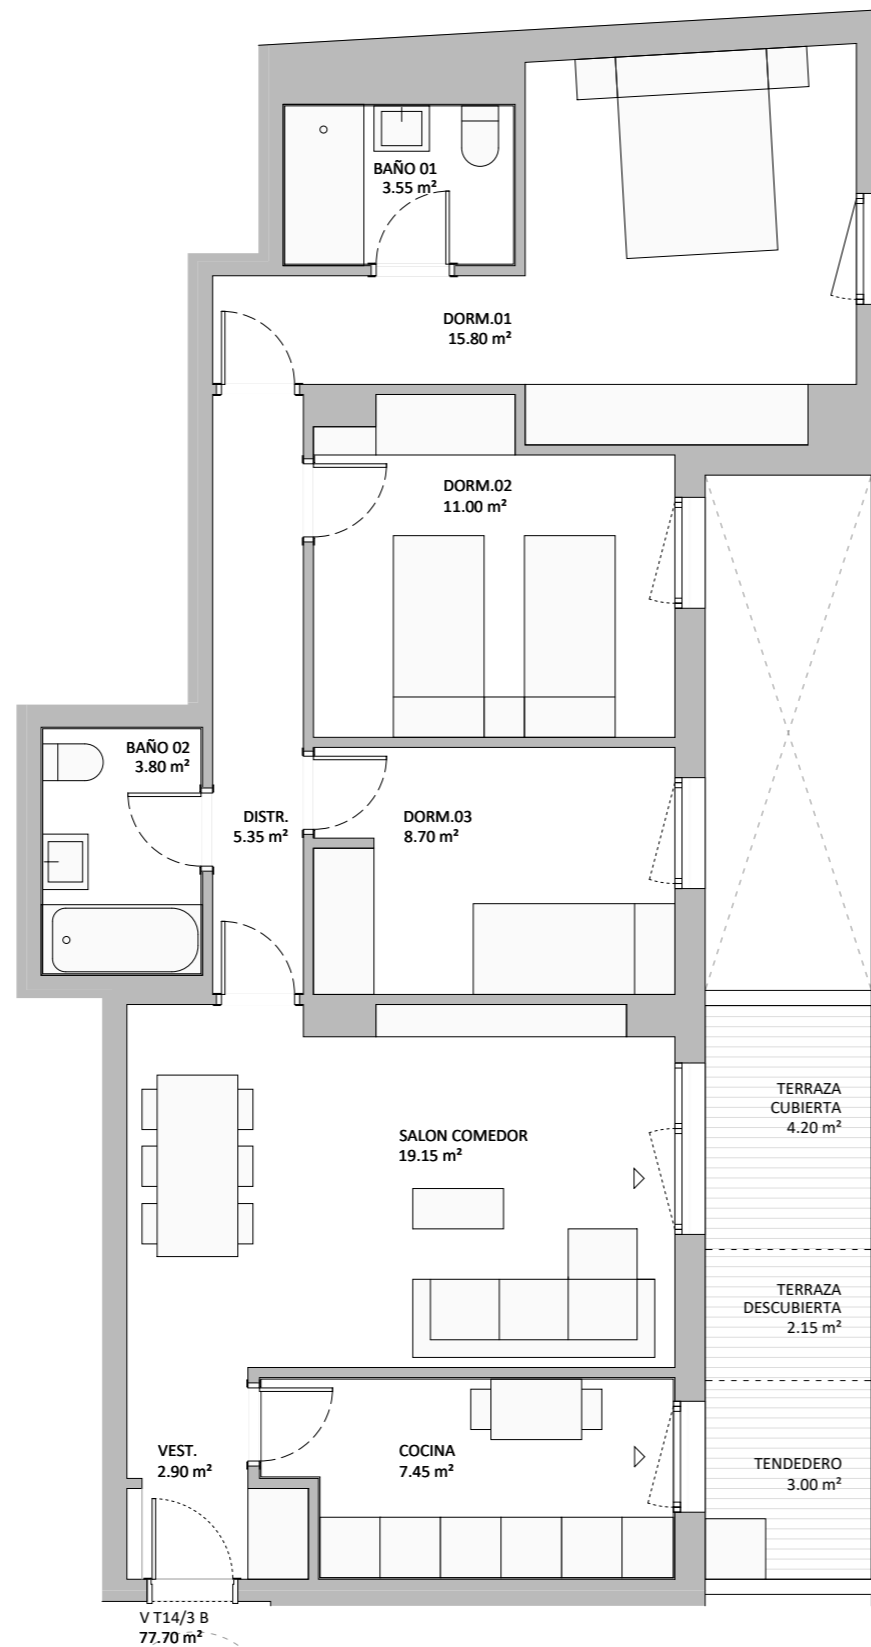 BAÑO 01
3.55 m²
DORM.01
15.80 m²
DORM.02
11.00 m²
BAÑO 02
3.80 m²
DISTR.
5.35 m²
DORM.03
8.70 m²
TERRAZA
CUBIERTA
4.20 m²
SALON COMEDOR
19.15 m²
TERRAZA
DESCUBIERTA
2.15 m²
VEST.
2.90 m²
COCINA
7.45 m²
TENDEDERO
3.00 m²
V T14/3 B
77.70 m²